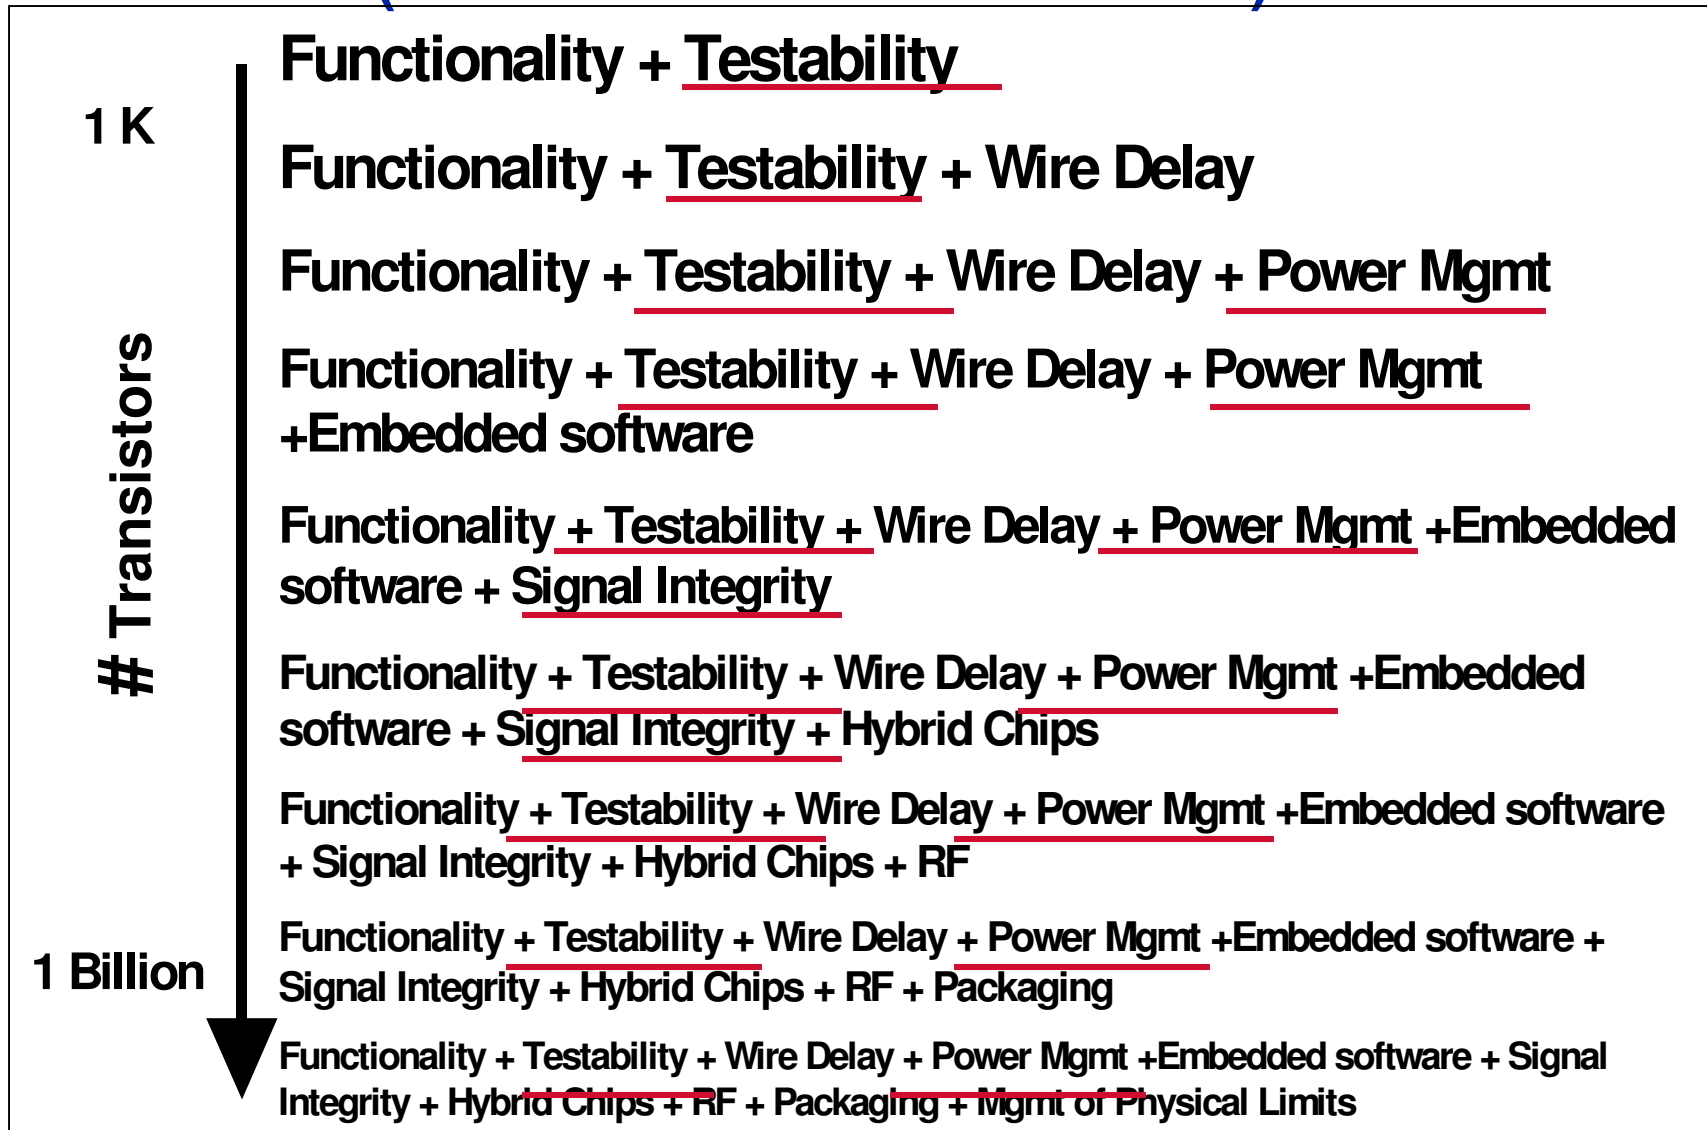 Functionality + Testability
1 K
Functionality + Testability + Wire Delay
Functionality + Testability + Wire Delay + Power Mgmt
# Transistors
Functionality + Testability + Wire Delay + Power Mgmt
+Embedded software
Functionality + Testability + Wire Delay + Power Mgmt +Embedded
software + Signal Integrity
Functionality + Testability + Wire Delay + Power Mgmt +Embedded
software + Signal Integrity + Hybrid Chips
Functionality + Testability + Wire Delay + Power Mgmt +Embedded software
+ Signal Integrity + Hybrid Chips + RF
1 Billion
Functionality + Testability + Wire Delay + Power Mgmt +Embedded software +
Signal Integrity + Hybrid Chips + RF + Packaging
Functionality + Testability + Wire Delay + Power Mgmt +Embedded software + Signal
Integrity + Hybrid Chips + RF + Packaging + Mgmt of Physical Limits